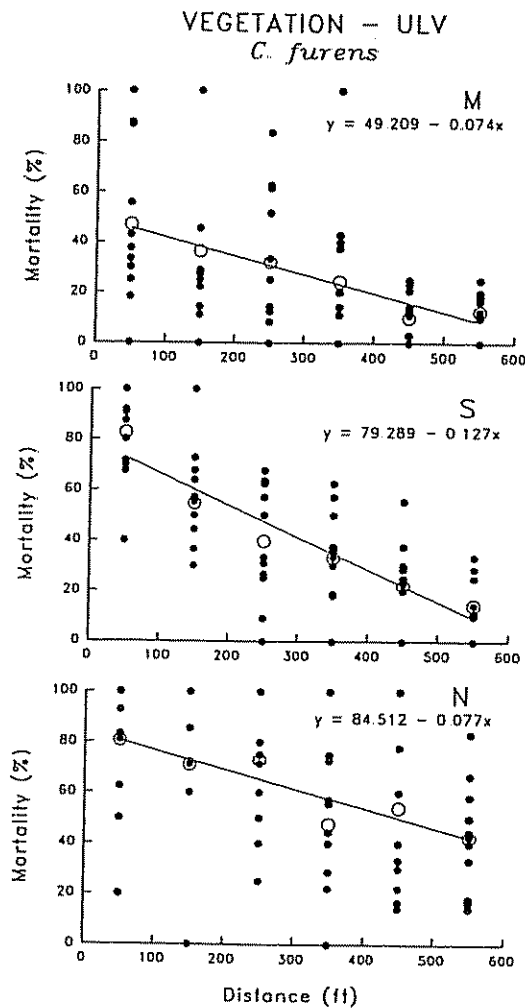 VEGETATION – ULV
C. furens
M
y = 49.209 − 0.074x
Mortality (%)
100
80
60
40
20
0
0 100 200 300 400 500 600
S
y = 79.289 − 0.127x
Mortality (%)
100
80
60
40
20
0
0 100 200 300 400 500 600
N
y = 84.512 − 0.077x
Mortality (%)
100
80
60
40
20
0
0 100 200 300 400 500 600
Distance (ft)